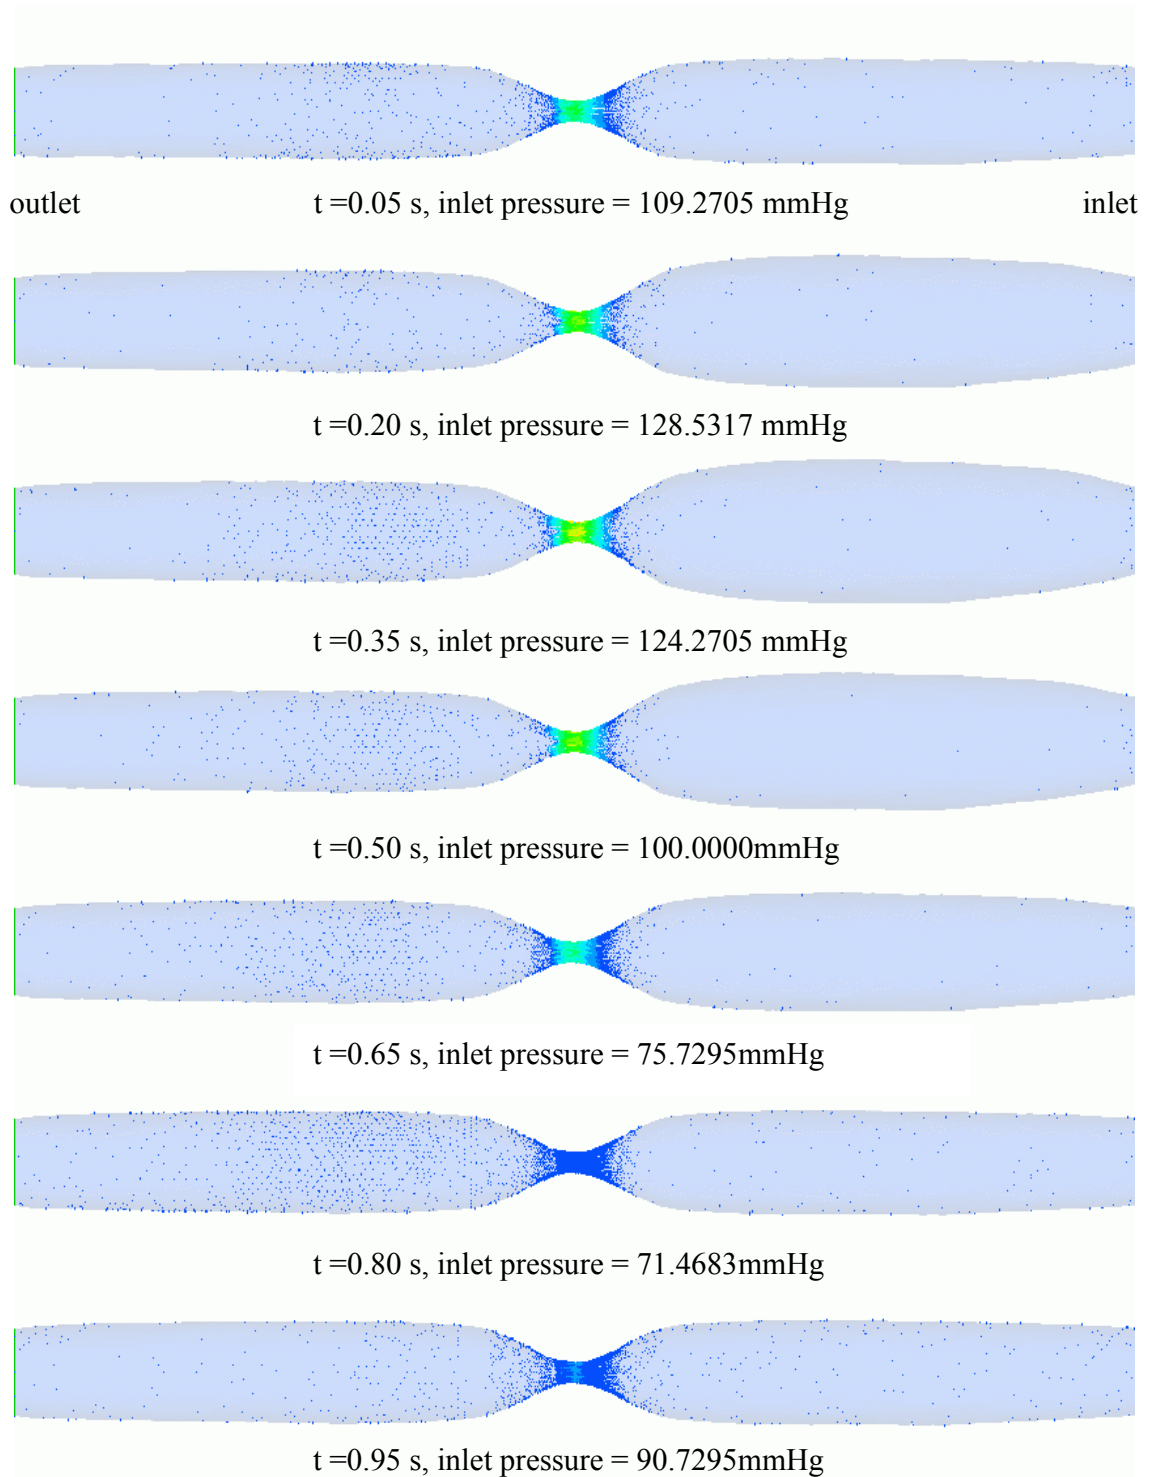 outlet t =0.05 s, inlet pressure = 109.2705 mmHg inlet
t =0.20 s, inlet pressure = 128.5317 mmHg
t =0.35 s, inlet pressure = 124.2705 mmHg
t =0.50 s, inlet pressure = 100.0000mmHg
t =0.65 s, inlet pressure = 75.7295mmHg
t =0.80 s, inlet pressure = 71.4683mmHg
t =0.95 s, inlet pressure = 90.7295mmHg